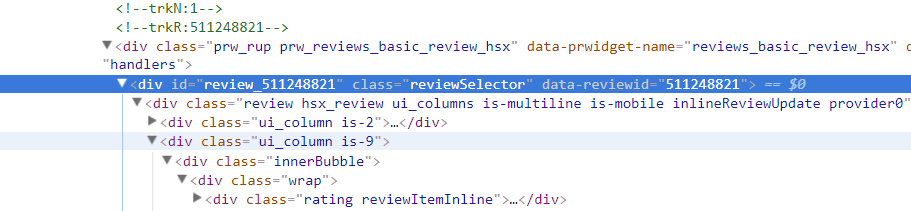 <!--trkN:1-->
<!--trkR:511248821-->
<div class="prw_rup prw_reviews_basic_review_hsx" data-prwidget-name="reviews_basic_review_hsx" d
"handlers">
<div id="review_511248821" class="reviewSelector" data-reviewid="511248821"> == $0
<div class="review hsx_review ui_columns is-multiline is-mobile inlineReviewUpdate provider0"
<div class="ui_column is-2">…</div>
<div class="ui_column is-9">
<div class="innerBubble">
<div class="wrap">
<div class="rating reviewItemInline">…</div>